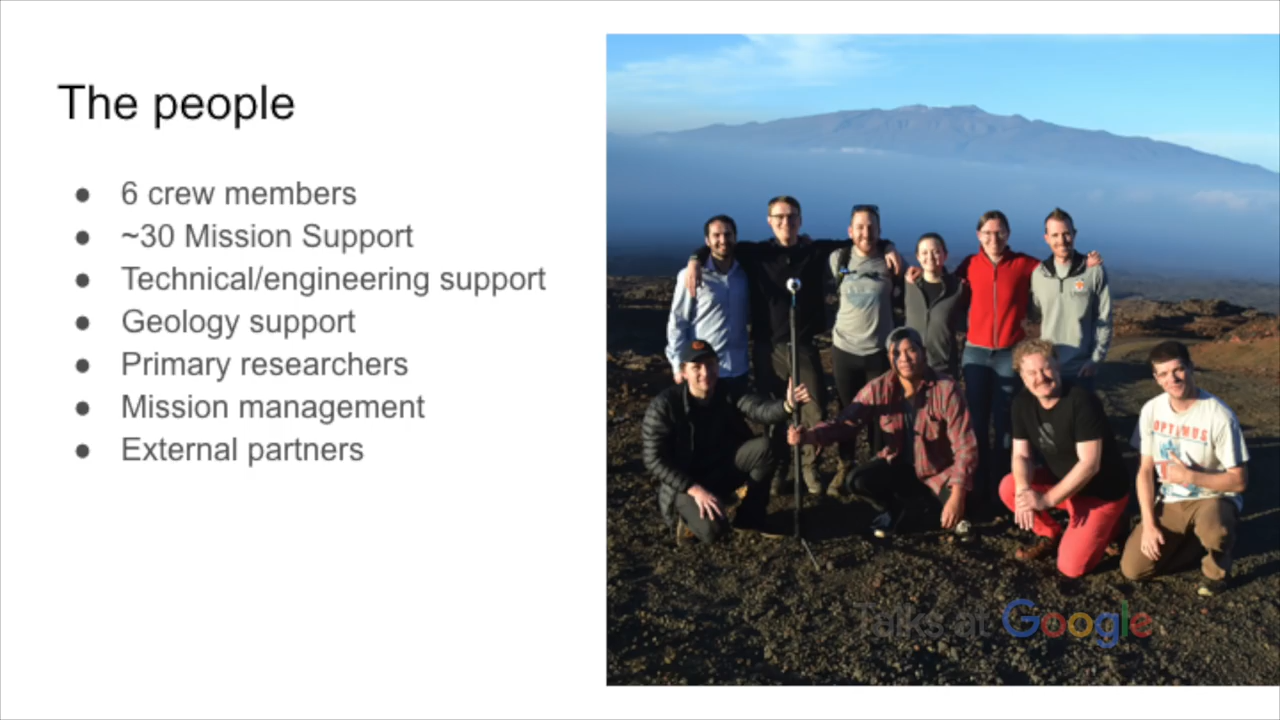 The people
● 6 crew members
● ~30 Mission Support
● Technical/engineering support
● Geology support
● Primary researchers
● Mission management
● External partners
OPTIMUS
Talks at Google